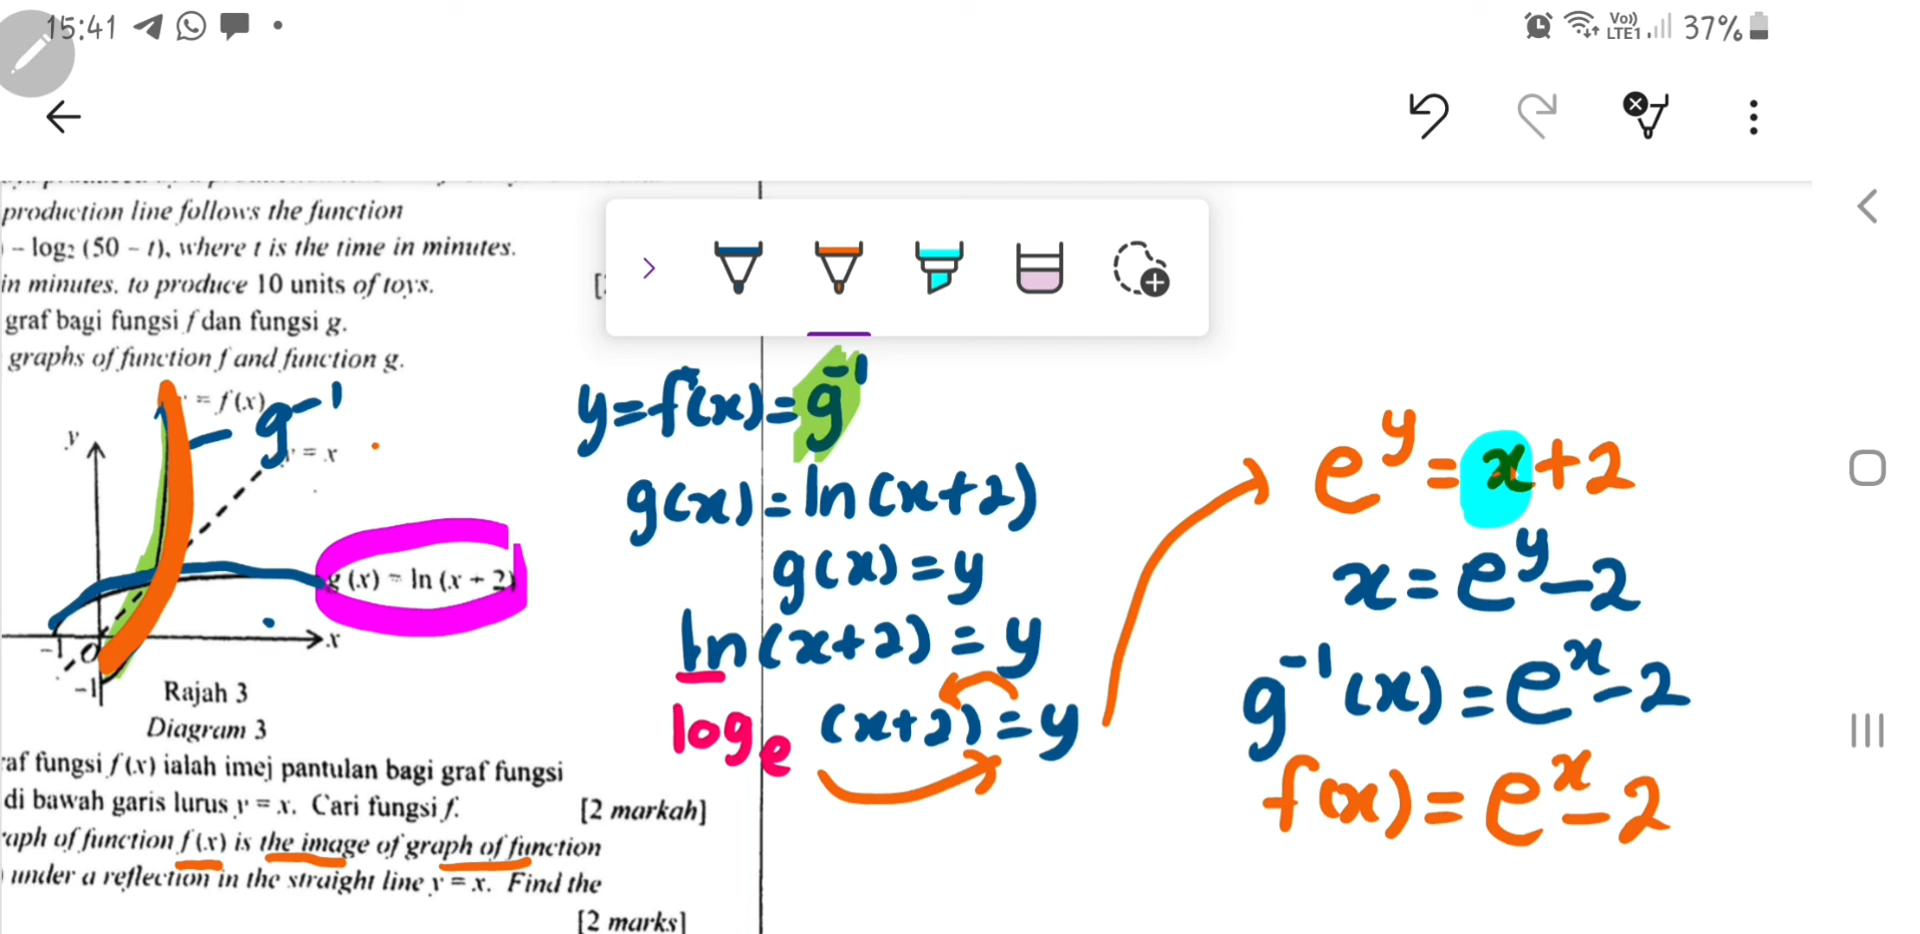 15:41
Vo)) LTE1 37%
production line follows the function
– log₂ (50 – t), where t is the time in minutes.
in minutes, to produce 10 units of toys.
graf bagi fungsi f dan fungsi g.
graphs of function f and function g.
= f(x)
g⁻¹
y
= x
g (x) = ln (x + 2)
x
–1 O
–1
Rajah 3
Diagram 3
raf fungsi f (x) ialah imej pantulan bagi graf fungsi
di bawah garis lurus y = x. Cari fungsi f.
[2 markah]
raph of function f (x) is the image of graph of function
under a reflection in the straight line y = x. Find the
[2 marks]
y=f(x)=g⁻¹
g(x)=ln(x+2)
g(x)=y
ln(x+2)=y
logₑ (x+2)=y
e^y=x+2
x=e^y-2
g⁻¹(x)=e^x-2
f(x)=e^x-2